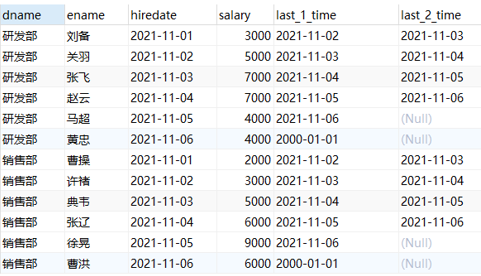 dname ename hiredate salary last_1_time last_2_time
研发部 刘备 2021-11-01 3000 2021-11-02 2021-11-03
研发部 关羽 2021-11-02 5000 2021-11-03 2021-11-04
研发部 张飞 2021-11-03 7000 2021-11-04 2021-11-05
研发部 赵云 2021-11-04 7000 2021-11-05 2021-11-06
研发部 马超 2021-11-05 4000 2021-11-06 (Null)
研发部 黄忠 2021-11-06 4000 2000-01-01 (Null)
销售部 曹操 2021-11-01 2000 2021-11-02 2021-11-03
销售部 许褚 2021-11-02 3000 2021-11-03 2021-11-04
销售部 典韦 2021-11-03 5000 2021-11-04 2021-11-05
销售部 张辽 2021-11-04 6000 2021-11-05 2021-11-06
销售部 徐晃 2021-11-05 9000 2021-11-06 (Null)
销售部 曹洪 2021-11-06 6000 2000-01-01 (Null)